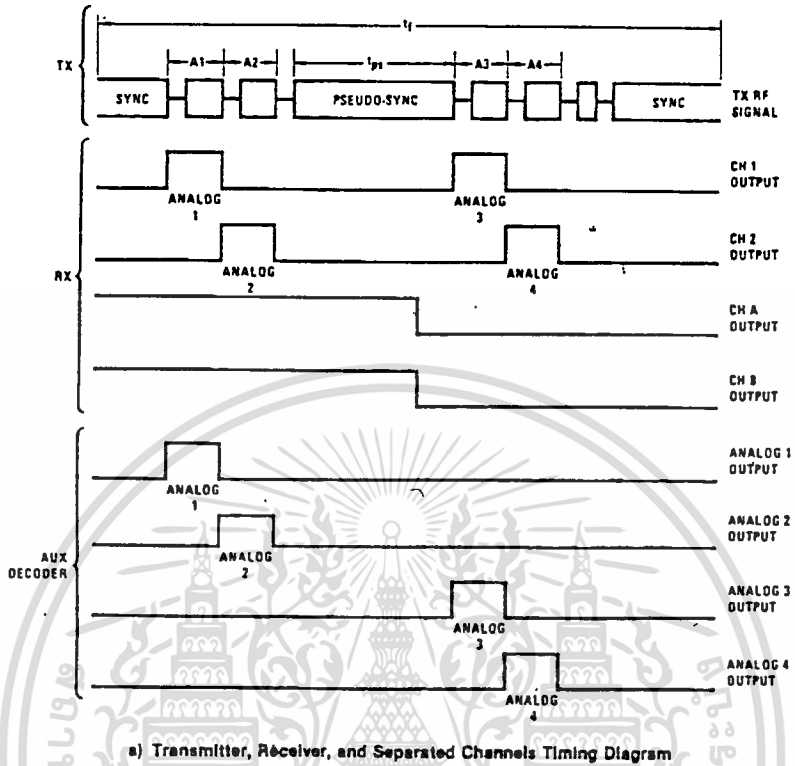 tf
TX
A1 A2 tps A3 A4
SYNC PSEUDO-SYNC SYNC
TX RF
SIGNAL
RX
CH 1
OUTPUT
ANALOG
1
ANALOG
3
CH 2
OUTPUT
ANALOG
2
ANALOG
4
CH A
OUTPUT
CH B
OUTPUT
AUX
DECODER
ANALOG 1
OUTPUT
ANALOG
1
ANALOG 2
OUTPUT
ANALOG
2
ANALOG 3
OUTPUT
ANALOG
3
ANALOG 4
OUTPUT
ANALOG
4
a) Transmitter, Receiver, and Separated Channels Timing Diagram